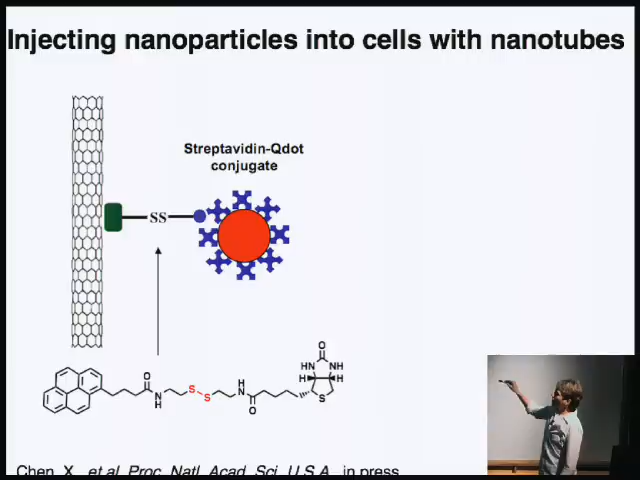 Injecting nanoparticles into cells with nanotubes
Streptavidin-Qdot
conjugate
SS
O
HN NH
H H
S
O
N
H
S
S
H
N
O
Chen, X., et al. Proc. Natl. Acad. Sci. U.S.A., in press